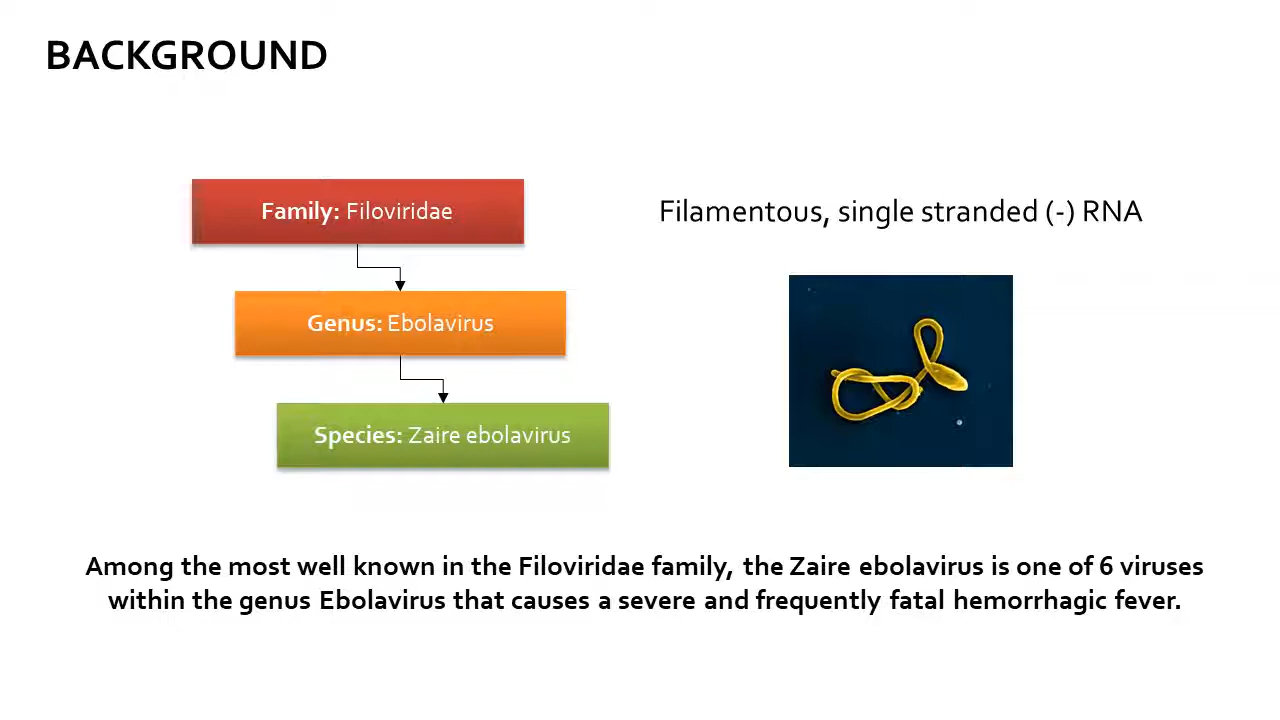 BACKGROUND
Family: Filoviridae
Filamentous, single stranded (-) RNA
Genus: Ebolavirus
Species: Zaire ebolavirus
Among the most well known in the Filoviridae family, the Zaire ebolavirus is one of 6 viruses
within the genus Ebolavirus that causes a severe and frequently fatal hemorrhagic fever.